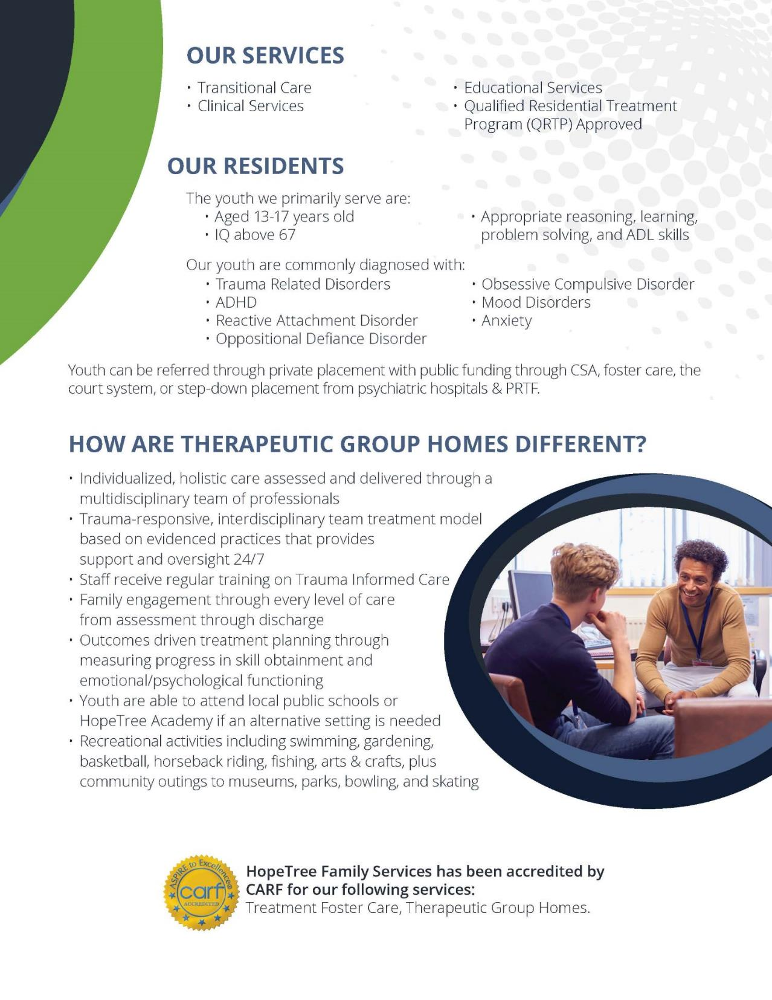 OUR SERVICES
• Transitional Care
• Clinical Services
• Educational Services
• Qualified Residential Treatment
Program (QRTP) Approved
OUR RESIDENTS
The youth we primarily serve are:
• Aged 13-17 years old
• IQ above 67
• Appropriate reasoning, learning,
problem solving, and ADL skills
Our youth are commonly diagnosed with:
• Trauma Related Disorders
• ADHD
• Reactive Attachment Disorder
• Oppositional Defiance Disorder
• Obsessive Compulsive Disorder
• Mood Disorders
• Anxiety
Youth can be referred through private placement with public funding through CSA, foster care, the
court system, or step-down placement from psychiatric hospitals & PRTF.
HOW ARE THERAPEUTIC GROUP HOMES DIFFERENT?
• Individualized, holistic care assessed and delivered through a
multidisciplinary team of professionals
• Trauma-responsive, interdisciplinary team treatment model
based on evidenced practices that provides
support and oversight 24/7
• Staff receive regular training on Trauma Informed Care
• Family engagement through every level of care
from assessment through discharge
• Outcomes driven treatment planning through
measuring progress in skill obtainment and
emotional/psychological functioning
• Youth are able to attend local public schools or
HopeTree Academy if an alternative setting is needed
• Recreational activities including swimming, gardening,
basketball, horseback riding, fishing, arts & crafts, plus
community outings to museums, parks, bowling, and skating
ASPIRE to Excellence®
carf
ACCREDITED
HopeTree Family Services has been accredited by
CARF for our following services:
Treatment Foster Care, Therapeutic Group Homes.